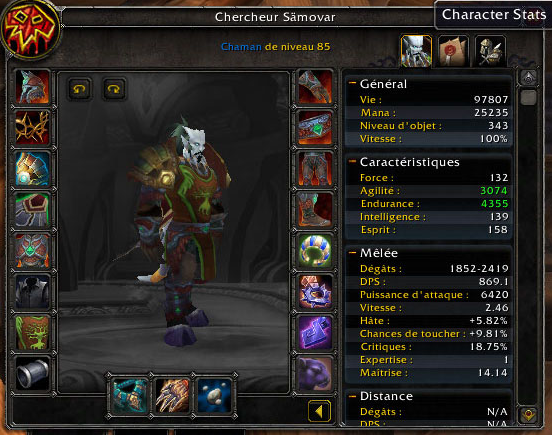 Chercheur Sãmovar
Character Stats
Chaman de niveau 85
Général
Vie : 97807
Mana : 25235
Niveau d'objet : 343
Vitesse : 100%
Caractéristiques
Force : 132
Agilité : 3074
Endurance : 4355
Intelligence : 139
Esprit : 158
Mêlée
Dégâts : 1852-2419
DPS : 869.1
Puissance d'attaque : 6420
Vitesse : 2.46
Hâte : +5.82%
Chances de toucher : +9.81%
Critiques : 18.75%
Expertise : 1
Maîtrise : 14.14
Distance
Dégâts : N/A
DPS : N/A